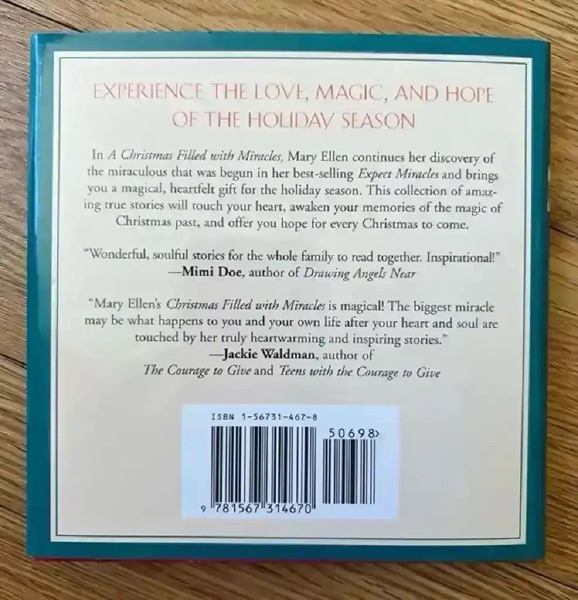 EXPERIENCE THE LOVE, MAGIC, AND HOPE
OF THE HOLIDAY SEASON
In A Christmas Filled with Miracles, Mary Ellen continues her discovery of
the miraculous that was begun in her best-selling Expect Miracles and brings
you a magical, heartfelt gift for the holiday season. This collection of amaz-
ing true stories will touch your heart, awaken your memories of the magic of
Christmas past, and offer you hope for every Christmas to come.
“Wonderful, soulful stories for the whole family to read together. Inspirational!”
—Mimi Doe, author of Drawing Angels Near
“Mary Ellen's Christmas Filled with Miracles is magical! The biggest miracle
may be what happens to you and your own life after your heart and soul are
touched by her truly heartwarming and inspiring stories.”
—Jackie Waldman, author of
The Courage to Give and Teens with the Courage to Give
ISBN 1-56731-467-8
50698>
9 781567 314670